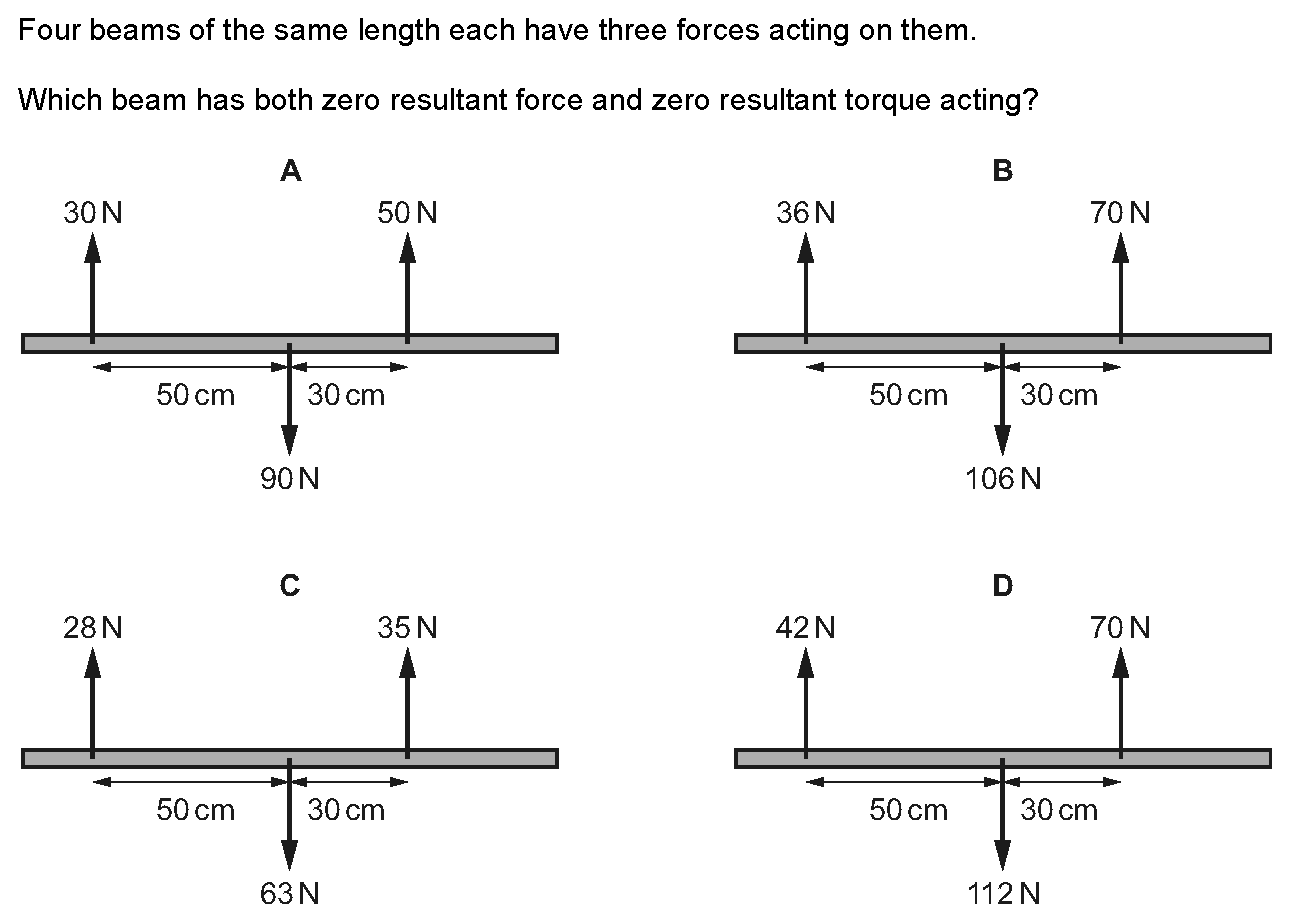 Four beams of the same length each have three forces acting on them.
Which beam has both zero resultant force and zero resultant torque acting?
A
30 N
50 N
50 cm
30 cm
90 N
B
36 N
70 N
50 cm
30 cm
106 N
C
28 N
35 N
50 cm
30 cm
63 N
D
42 N
70 N
50 cm
30 cm
112 N